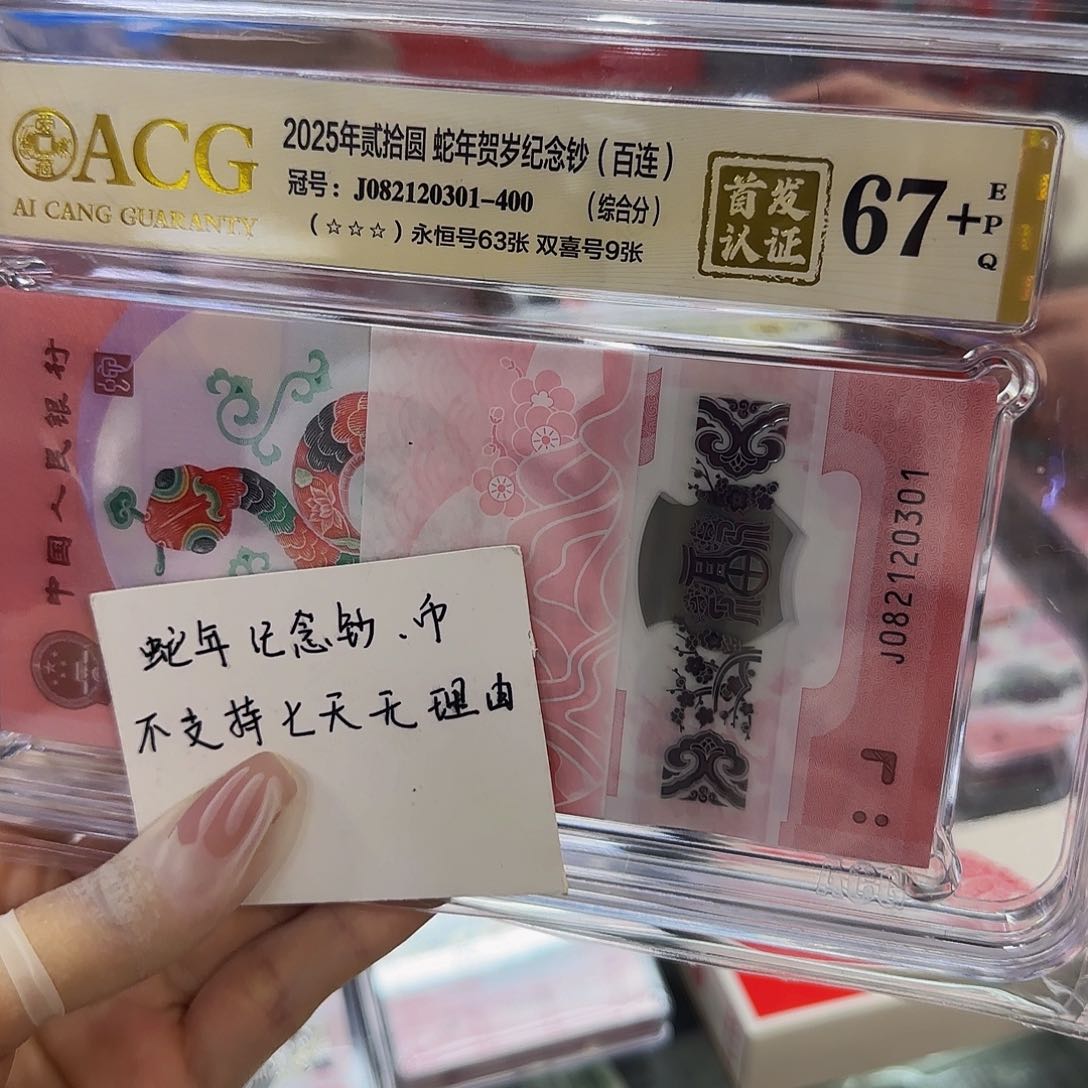 ACG
AI CANG GUARANTY
2025年贰拾圆 蛇年贺岁纪念钞（百连）
冠号：J082120301-400 （综合分）
（☆☆☆）永恒号63张 双喜号9张
首发
认证
67+
EPQ
中国人民银行
J082120301
蛇年纪念钞、币
不支持七天无理由
ACG